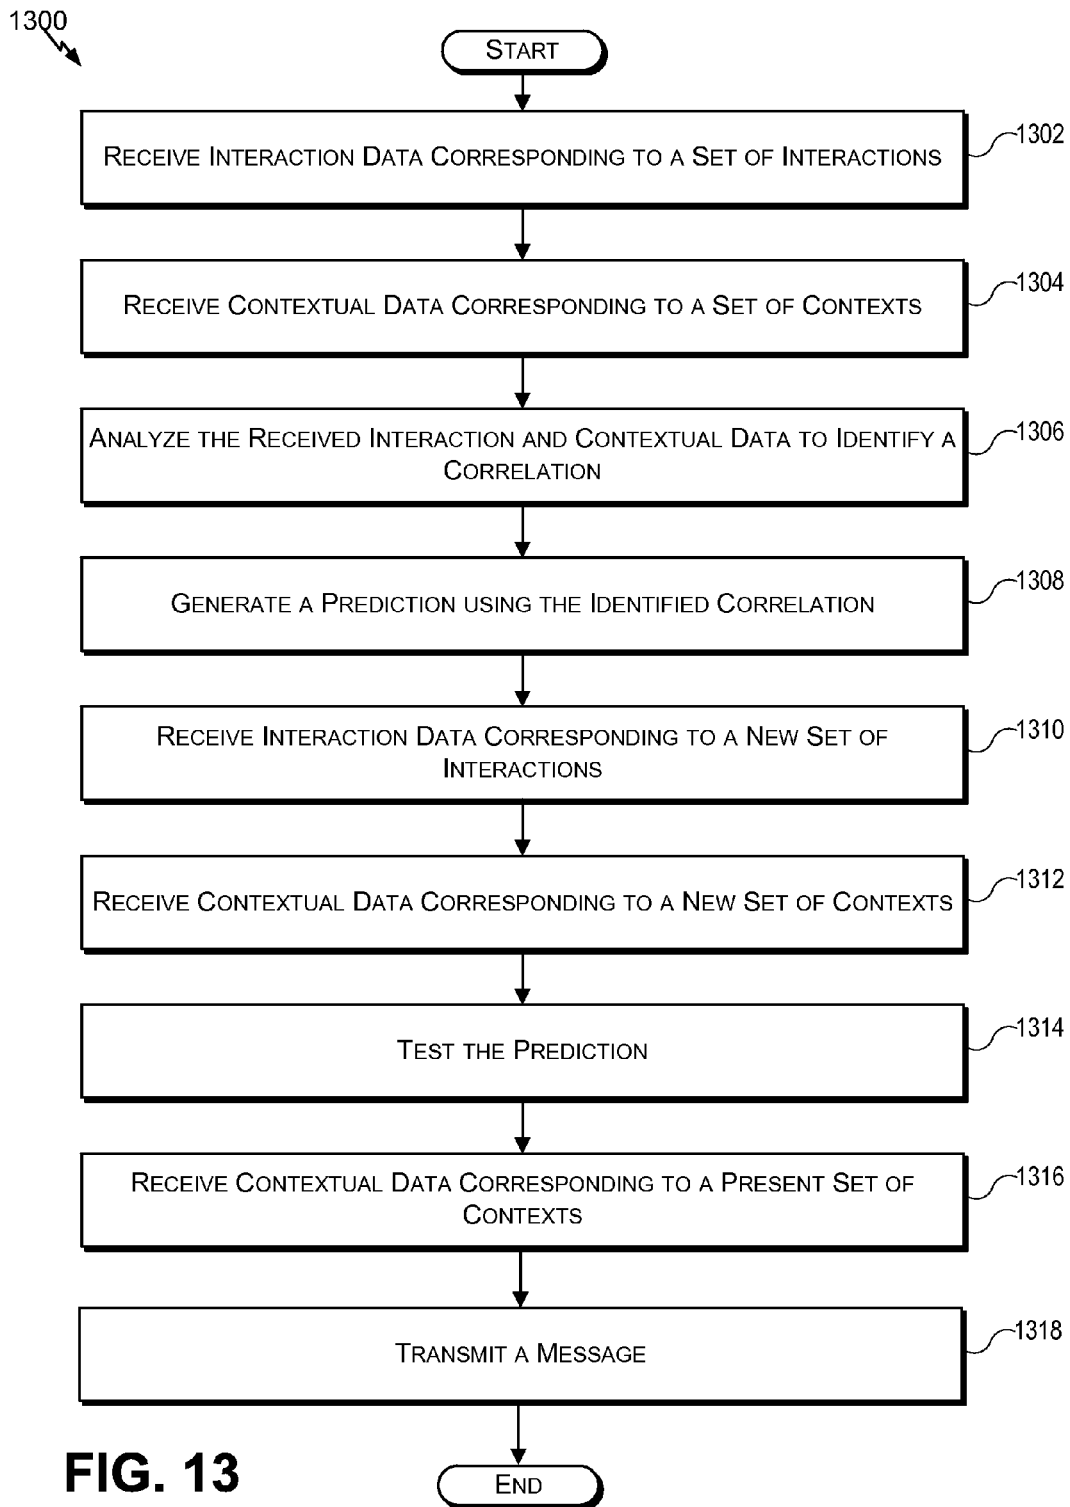 1300
START
RECEIVE INTERACTION DATA CORRESPONDING TO A SET OF INTERACTIONS
1302
RECEIVE CONTEXTUAL DATA CORRESPONDING TO A SET OF CONTEXTS
1304
ANALYZE THE RECEIVED INTERACTION AND CONTEXTUAL DATA TO IDENTIFY A
CORRELATION
1306
GENERATE A PREDICTION USING THE IDENTIFIED CORRELATION
1308
RECEIVE INTERACTION DATA CORRESPONDING TO A NEW SET OF
INTERACTIONS
1310
RECEIVE CONTEXTUAL DATA CORRESPONDING TO A NEW SET OF CONTEXTS
1312
TEST THE PREDICTION
1314
RECEIVE CONTEXTUAL DATA CORRESPONDING TO A PRESENT SET OF
CONTEXTS
1316
TRANSMIT A MESSAGE
1318
END
FIG. 13